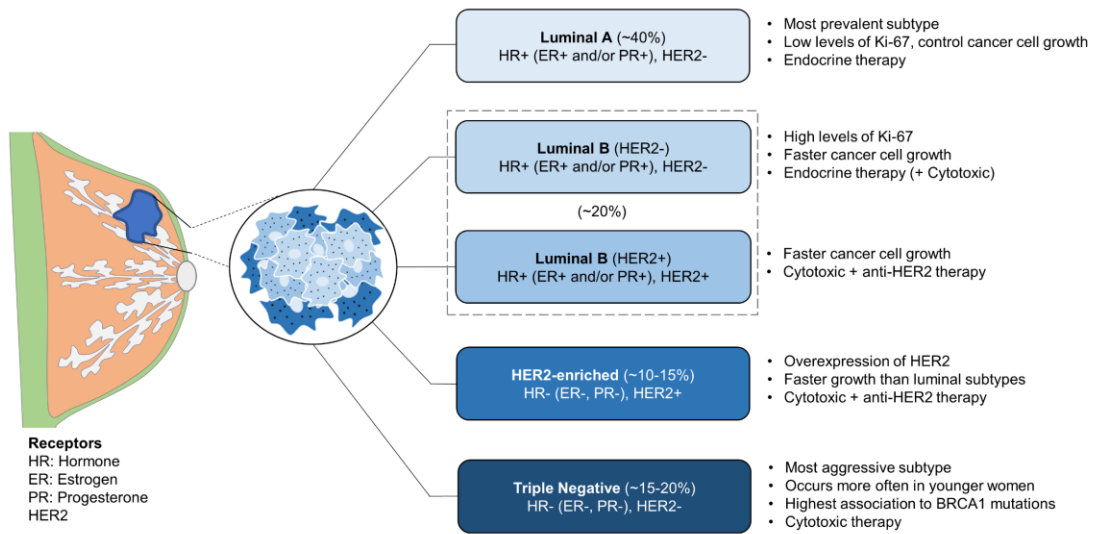 Luminal A (~40%)
HR+ (ER+ and/or PR+), HER2-
• Most prevalent subtype
• Low levels of Ki-67, control cancer cell growth
• Endocrine therapy
Luminal B (HER2-)
HR+ (ER+ and/or PR+), HER2-
• High levels of Ki-67
• Faster cancer cell growth
• Endocrine therapy (+ Cytotoxic)
(~20%)
Luminal B (HER2+)
HR+ (ER+ and/or PR+), HER2+
• Faster cancer cell growth
• Cytotoxic + anti-HER2 therapy
HER2-enriched (~10-15%)
HR- (ER-, PR-), HER2+
• Overexpression of HER2
• Faster growth than luminal subtypes
• Cytotoxic + anti-HER2 therapy
Triple Negative (~15-20%)
HR- (ER-, PR-), HER2-
• Most aggressive subtype
• Occurs more often in younger women
• Highest association to BRCA1 mutations
• Cytotoxic therapy
Receptors
HR: Hormone
ER: Estrogen
PR: Progesterone
HER2